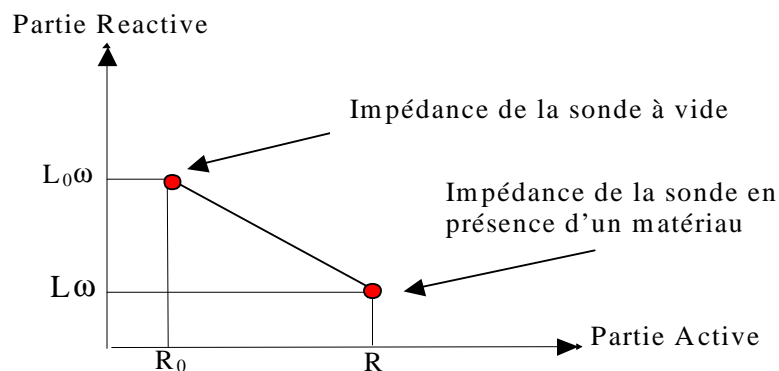 Partie Reactive
Impédance de la sonde à vide
L₀ω
Impédance de la sonde en
présence d'un matériau
Lω
Partie Active
R₀
R